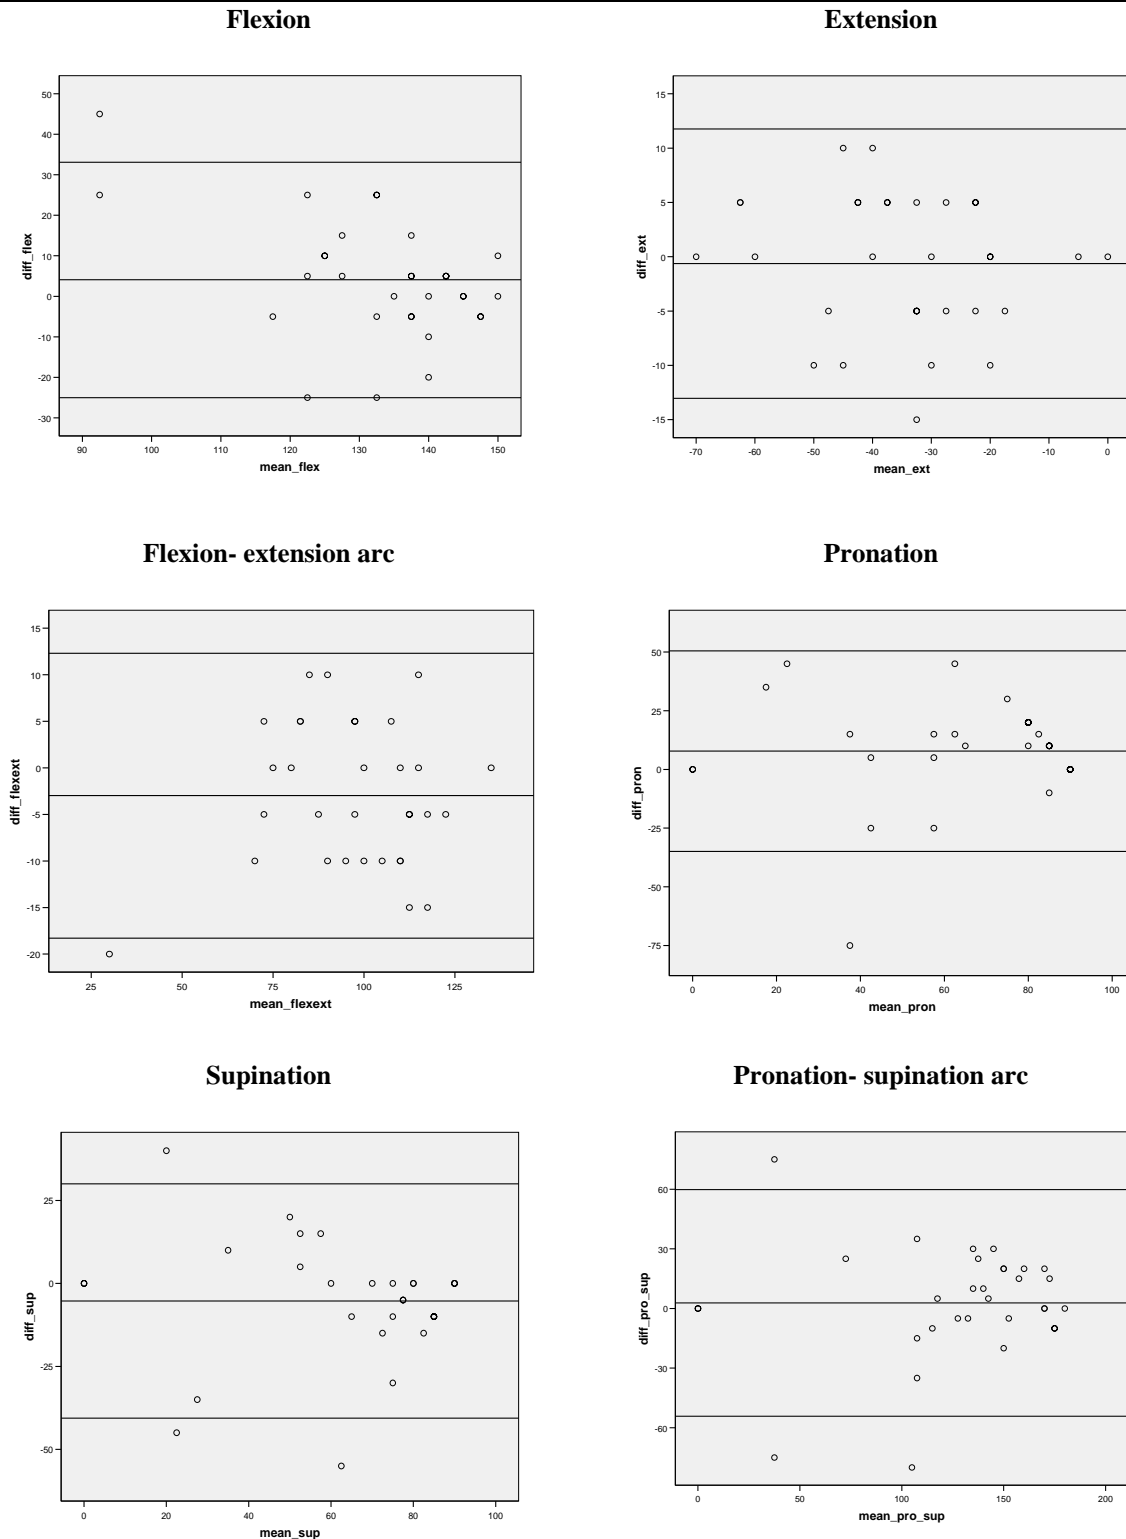 Flexion
Extension
50
40
30
20
10
0
-10
-20
-30
diff_flex
90 100 110 120 130 140 150
mean_flex
15
10
5
0
-5
-10
-15
diff_ext
-70 -60 -50 -40 -30 -20 -10 0
mean_ext
Flexion- extension arc
Pronation
15
10
5
0
-5
-10
-15
-20
diff_flexext
25 50 75 100 125
mean_flexext
50
25
0
-25
-50
-75
diff_pron
0 20 40 60 80 100
mean_pron
Supination
Pronation- supination arc
25
0
-25
-50
diff_sup
0 20 40 60 80 100
mean_sup
60
30
0
-30
-60
diff_pro_sup
0 50 100 150 200
mean_pro_sup